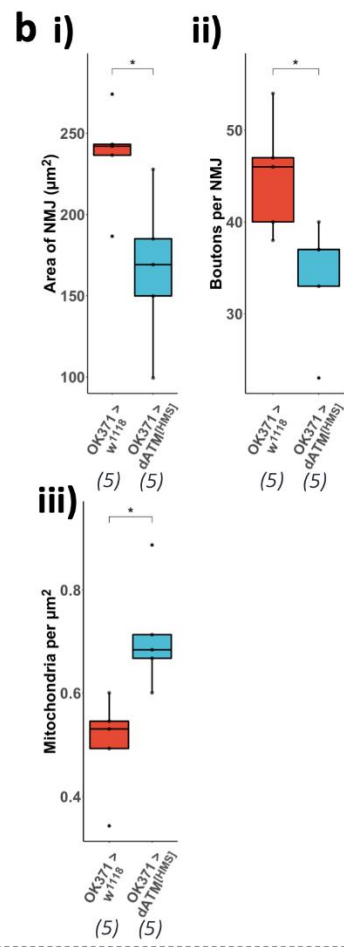 b i) ii)
* *
Area of NMJ (µm²)
250
200
150
100
Boutons per NMJ
50
40
30
OK371 > w1118
OK371 > dATM[HMS]
OK371 > w1118
OK371 > dATM[HMS]
(5) (5) (5) (5)
iii)
*
Mitochondria per µm²
0.8
0.6
0.4
OK371 > w1118
OK371 > dATM[HMS]
(5) (5)